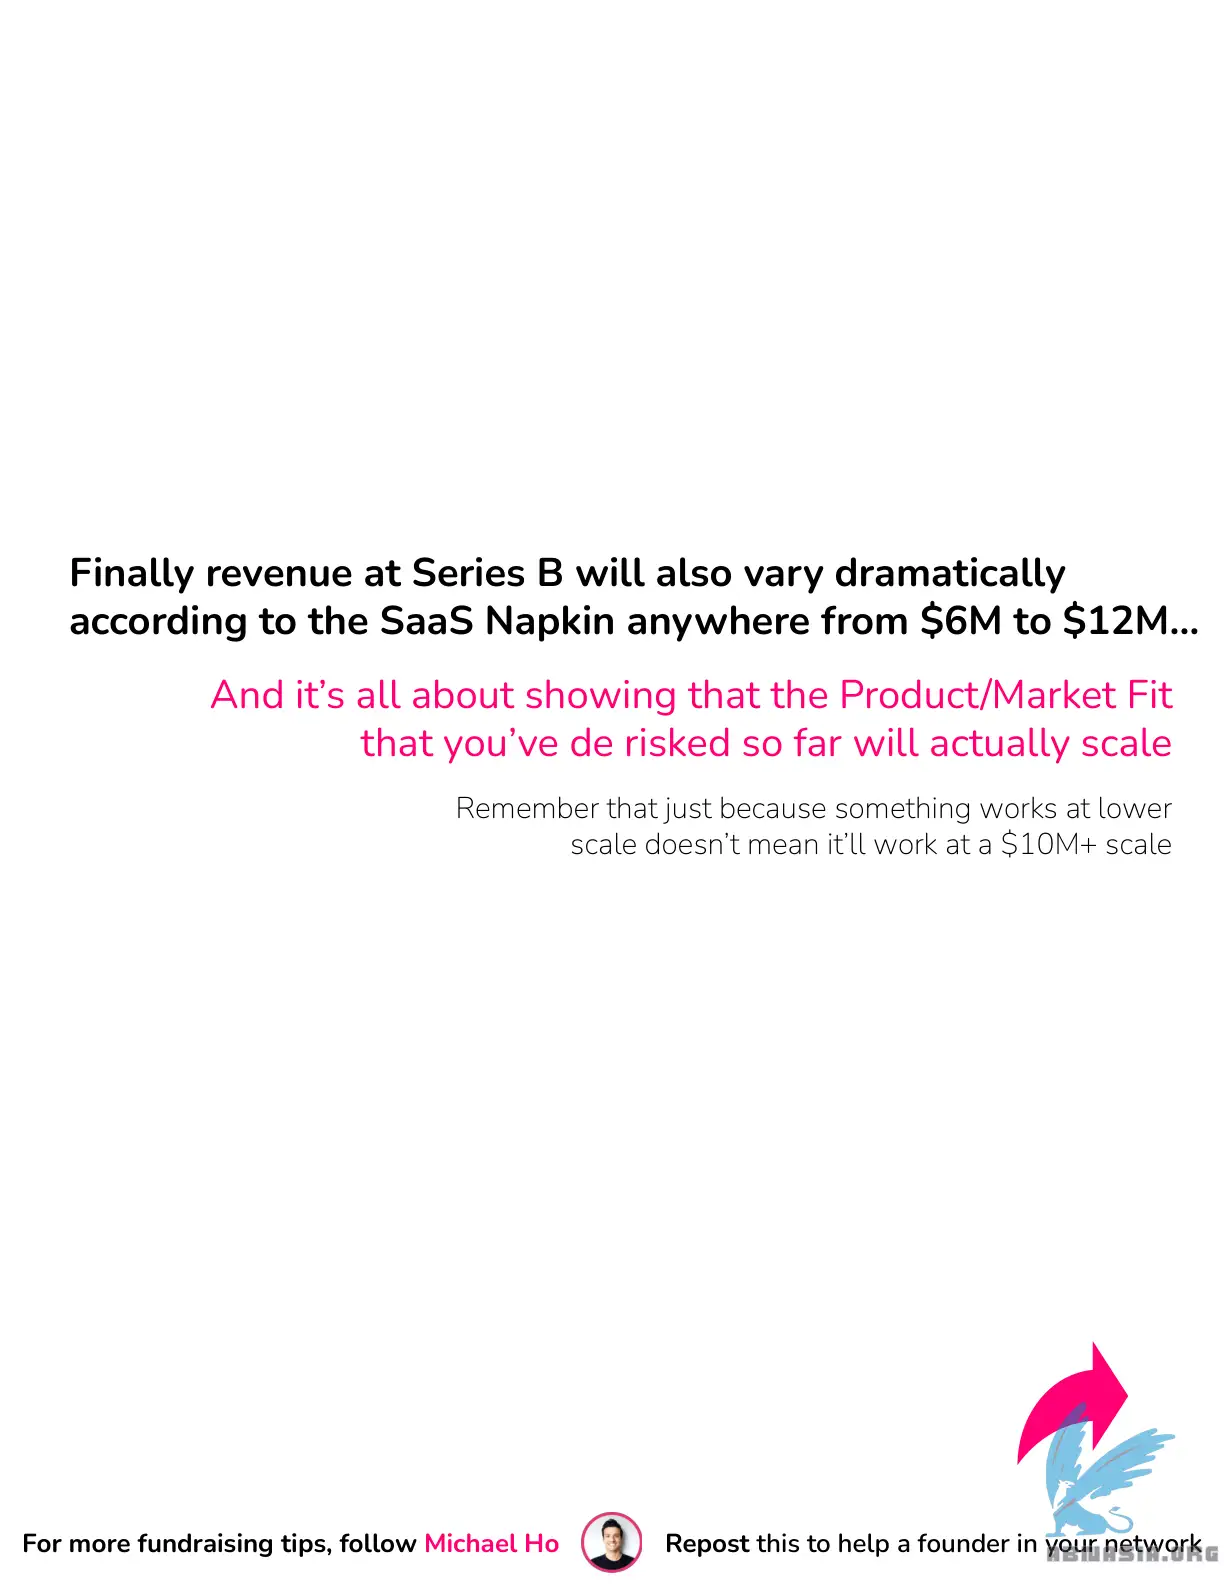 Finally revenue at Series B will also vary dramatically
according to the SaaS Napkin anywhere from $6M to $12M...
And it’s all about showing that the Product/Market Fit
that you’ve de risked so far will actually scale
Remember that just because something works at lower
scale doesn’t mean it’ll work at a $10M+ scale
For more fundraising tips, follow Michael Ho
Repost this to help a founder in your network
ABMASIA.ORG